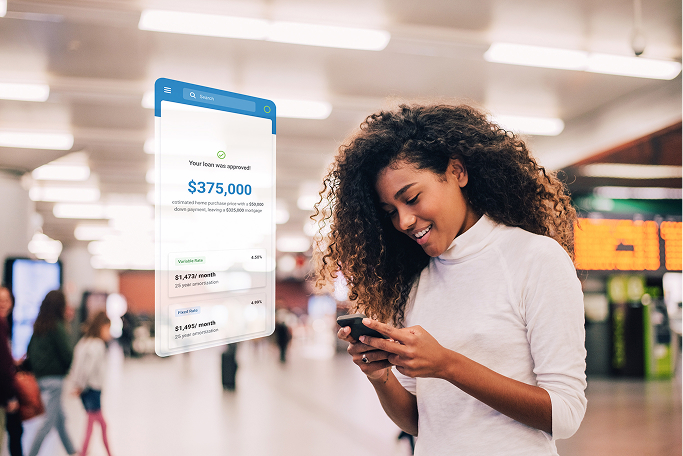 Search
Your loan was approved!
$375,000
estimated home purchase price with a $50,000
down payment, leaving a $325,000 mortgage
Variable Rate
4.50%
$1,473/ month
25 year amortization
Fixed Rate
4.99%
$1,495/ month
25 year amortization